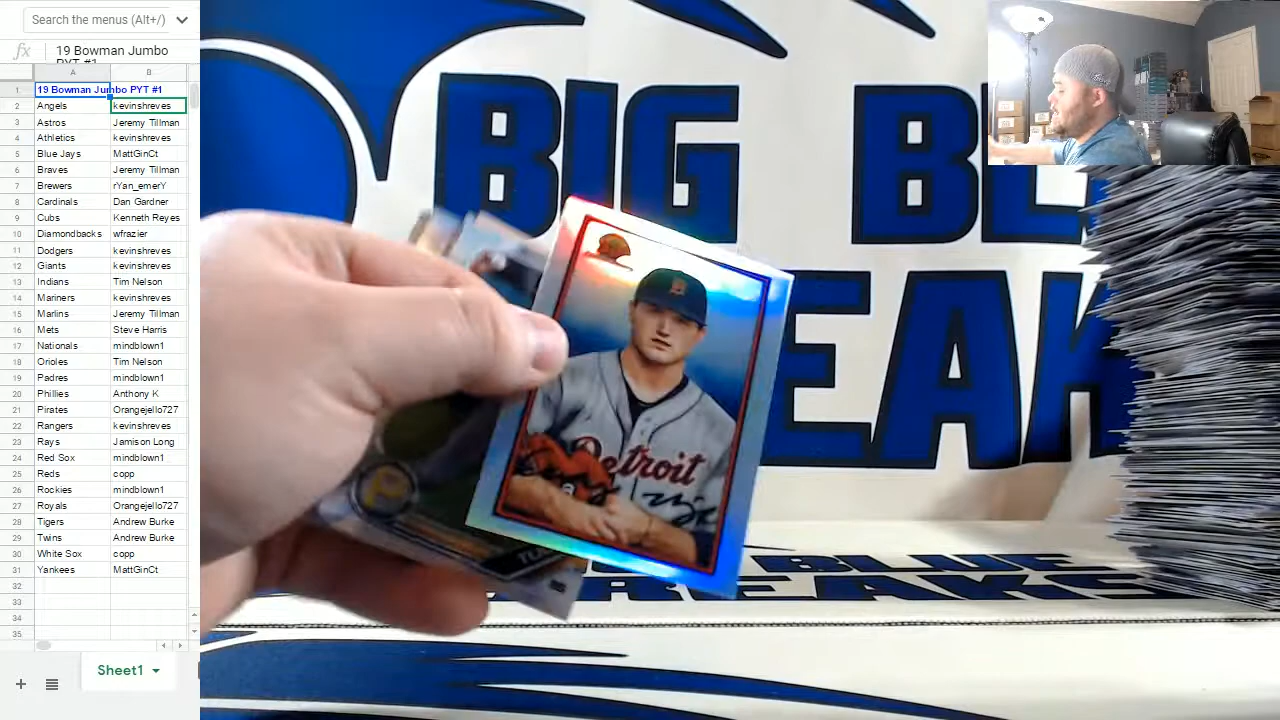 Search the menus (Alt+/)
fx
19 Bowman Jumbo
PYT #1
A B
1 19 Bowman Jumbo PYT #1
2 Angels kevinshreves
3 Astros Jeremy Tillman
4 Athletics kevinshreves
5 Blue Jays MattGinCt
6 Braves Jeremy Tillman
7 Brewers rYan_emerY
8 Cardinals Dan Gardner
9 Cubs Kenneth Reyes
10 Diamondbacks wfrazier
11 Dodgers kevinshreves
12 Giants kevinshreves
13 Indians Tim Nelson
14 Mariners kevinshreves
15 Marlins Jeremy Tillman
16 Mets Steve Harris
17 Nationals mindblown1
18 Orioles Tim Nelson
19 Padres mindblown1
20 Phillies Anthony K
21 Pirates Orangejello727
22 Rangers kevinshreves
23 Rays Jamison Long
24 Red Sox mindblown1
25 Reds copp
26 Rockies mindblown1
27 Royals Orangejello727
28 Tigers Andrew Burke
29 Twins Andrew Burke
30 White Sox copp
31 Yankees MattGinCt
32
33
34
35
Sheet1
BIG BL
EAK
Detroit
BIG BLUE
BREAKS